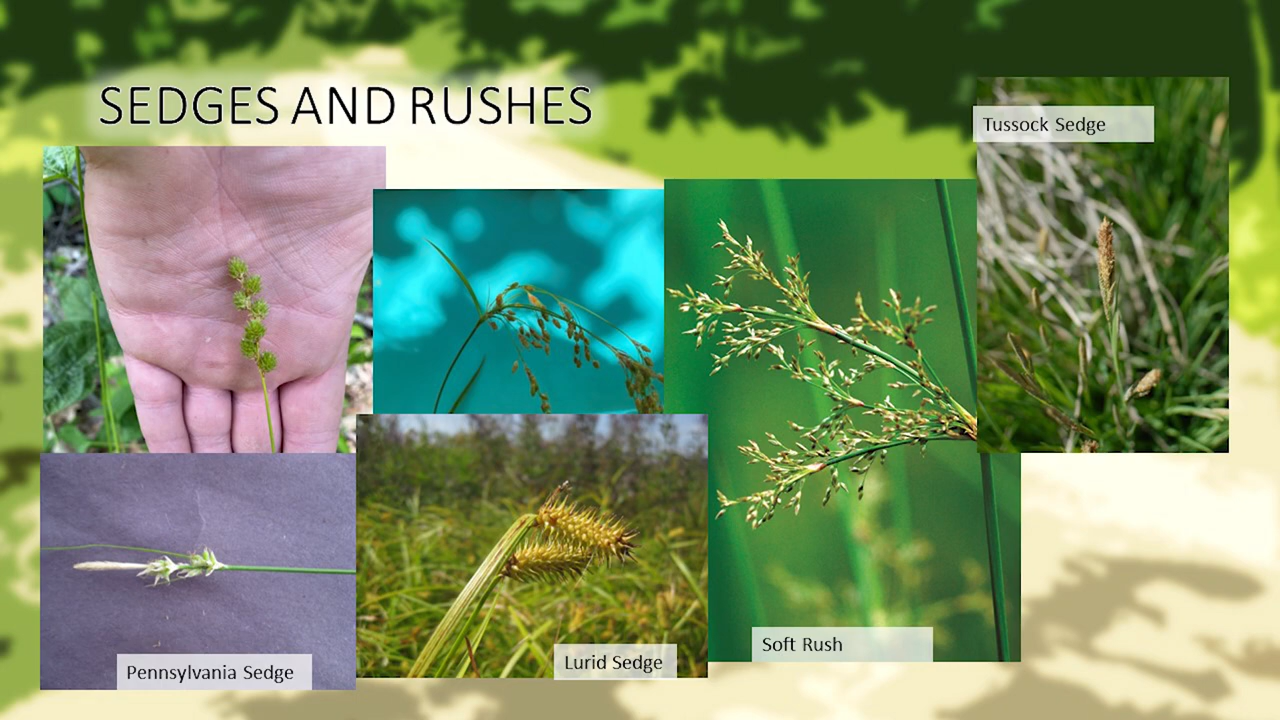 SEDGES AND RUSHES
Tussock Sedge
Pennsylvania Sedge
Lurid Sedge
Soft Rush